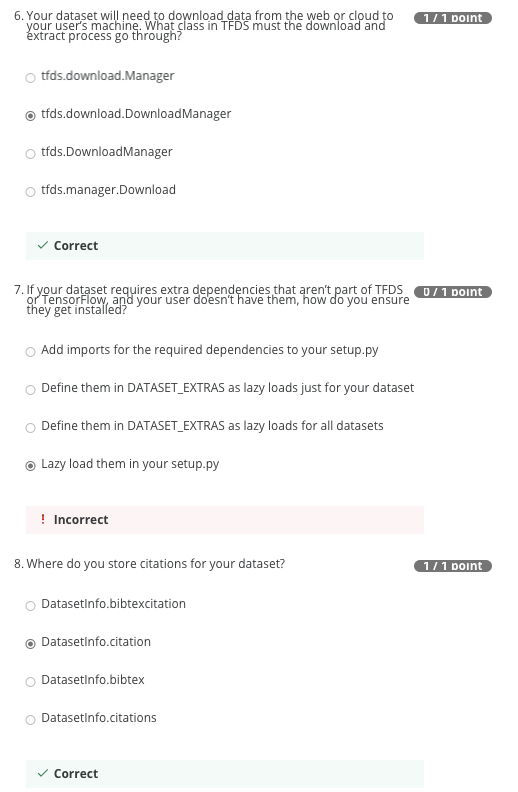 6. Your dataset will need to download data from the web or cloud to
1 / 1 point
your user's machine. What class in TFDS must the download and
extract process go through?
tfds.download.Manager
tfds.download.DownloadManager
tfds.DownloadManager
tfds.manager.Download
Correct
7. If your dataset requires extra dependencies that aren't part of TFDS
0 / 1 point
or TensorFlow, and your user doesn't have them, how do you ensure
they get installed?
Add imports for the required dependencies to your setup.py
Define them in DATASET_EXTRAS as lazy loads just for your dataset
Define them in DATASET_EXTRAS as lazy loads for all datasets
Lazy load them in your setup.py
! Incorrect
8. Where do you store citations for your dataset?
1 / 1 point
DatasetInfo.bibtexcitation
DatasetInfo.citation
DatasetInfo.bibtex
DatasetInfo.citations
Correct